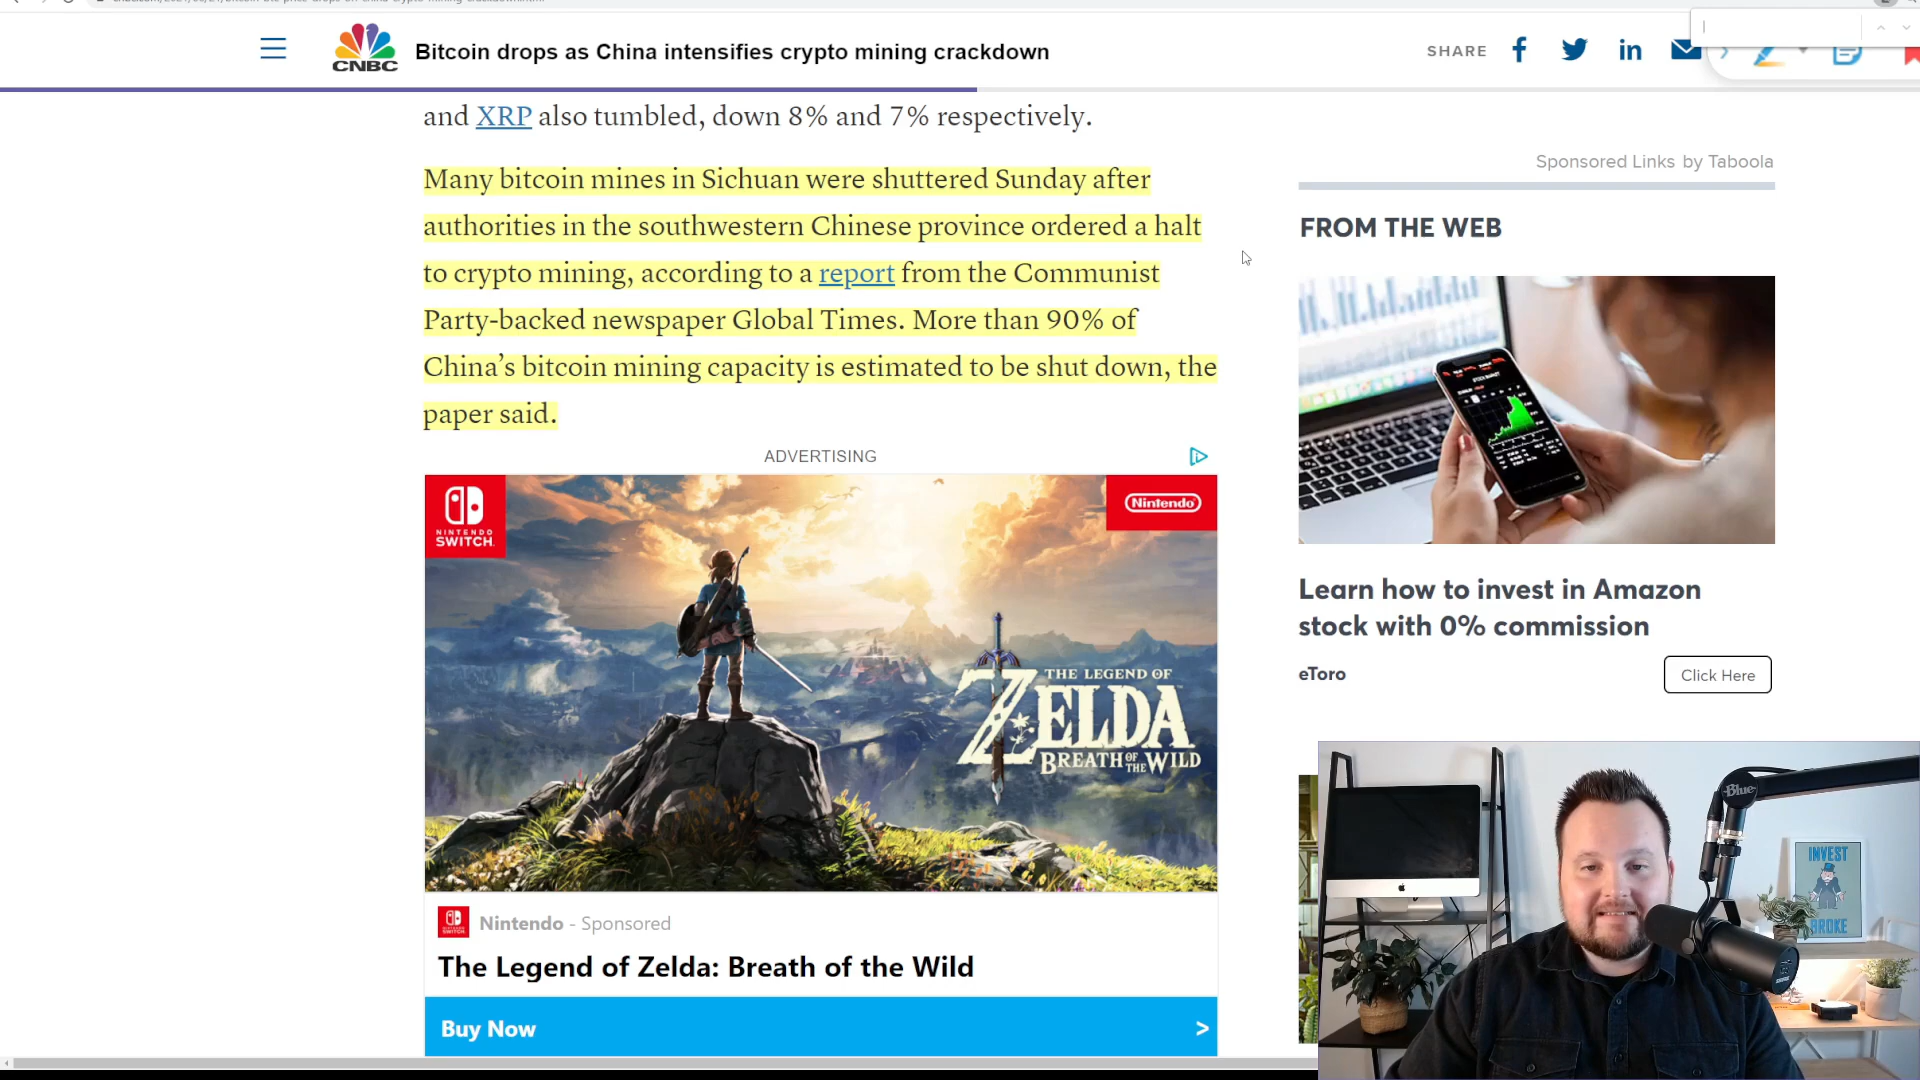 CNBC
Bitcoin drops as China intensifies crypto mining crackdown
SHARE
and XRP also tumbled, down 8% and 7% respectively.
Many bitcoin mines in Sichuan were shuttered Sunday after
authorities in the southwestern Chinese province ordered a halt
to crypto mining, according to a report from the Communist
Party-backed newspaper Global Times. More than 90% of
China’s bitcoin mining capacity is estimated to be shut down, the
paper said.
ADVERTISING
NINTENDO
SWITCH
Nintendo
THE LEGEND OF
ZELDA
BREATH OF THE WILD
Nintendo - Sponsored
The Legend of Zelda: Breath of the Wild
Buy Now >
Sponsored Links by Taboola
FROM THE WEB
Learn how to invest in Amazon
stock with 0% commission
eToro
Click Here
Blue
INVEST
BROKE